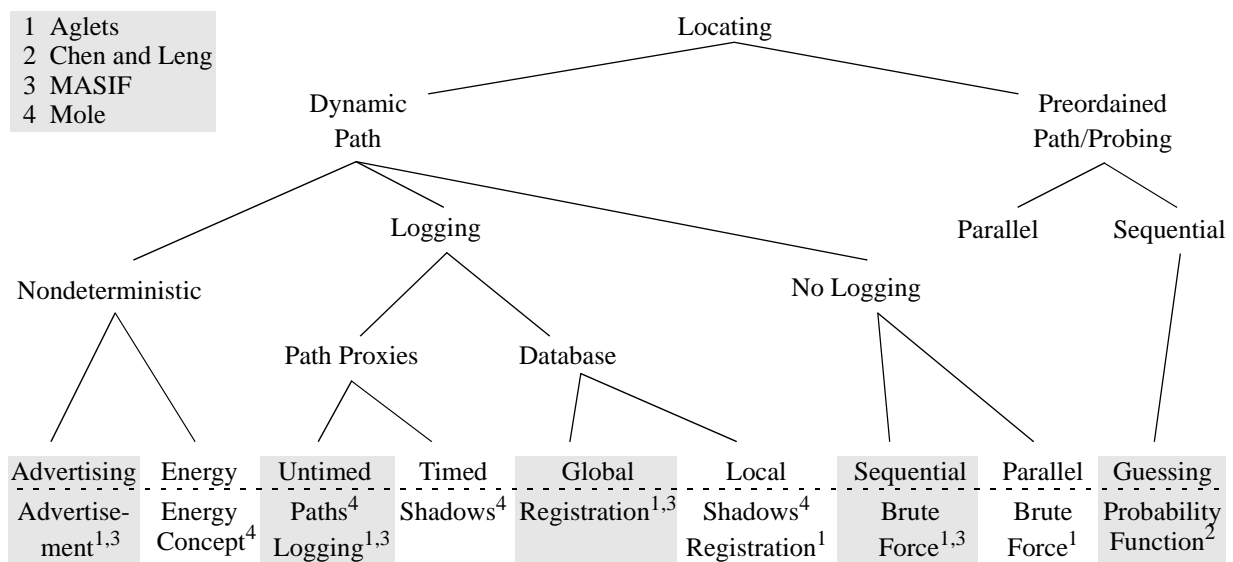 1 Aglets
2 Chen and Leng
3 MASIF
4 Mole
Locating
Dynamic
Path
Preordained
Path/Probing
Logging
Parallel
Sequential
Nondeterministic
No Logging
Path Proxies
Database
Advertising
Energy
Untimed
Timed
Global
Local
Sequential
Parallel
Guessing
Advertise-
ment1,3
Energy
Concept4
Paths4
Logging1,3
Shadows4
Registration1,3
Shadows4
Registration1
Brute
Force1,3
Brute
Force1
Probability
Function2